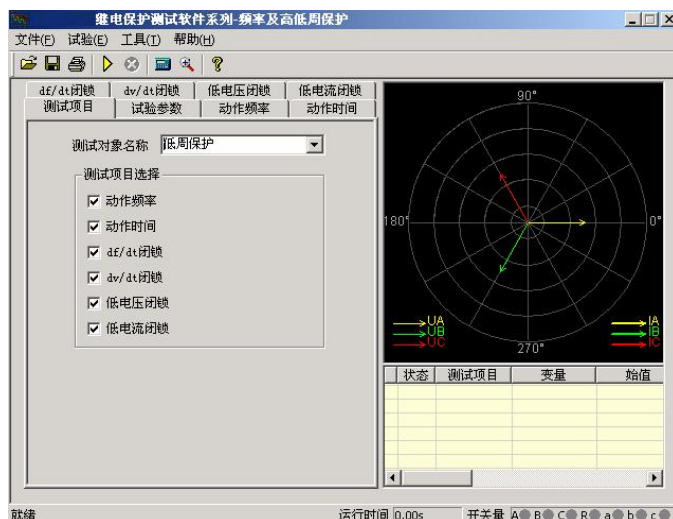 继电保护测试软件系列-频率及高低周保护
文件(F) 试验(E) 工具(T) 帮助(H)
df/dt闭锁 dv/dt闭锁 低电压闭锁 低电流闭锁
测试项目 试验参数 动作频率 动作时间
测试对象名称 低周保护
测试项目选择
动作频率
动作时间
df/dt闭锁
dv/dt闭锁
低电压闭锁
低电流闭锁
90°
180°
0°
270°
UA
UB
UC
IA
IB
IC
状态 测试项目 变量 始值
就绪 运行时间 0.00s 开关量 A B C R a b c